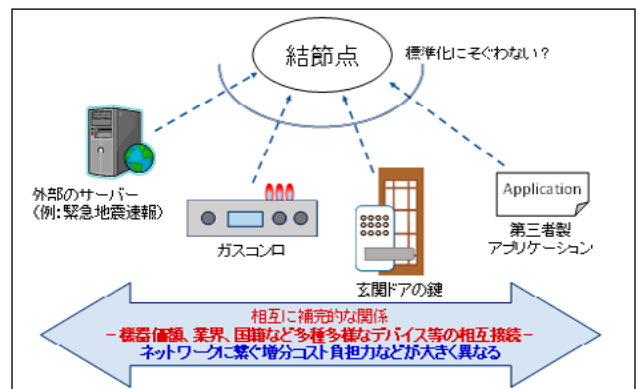 結節点
標準化にそぐわない？
外部のサーバー
（例：緊急地震速報）
ガスコンロ
玄関ドアの鍵
Application
第三者製
アプリケーション
相互に補完的な関係
－機器価額、業界、国籍など多種多様なデバイス等の相互接続－
ネットワークに繋ぐ増分コスト負担力などが大きく異なる